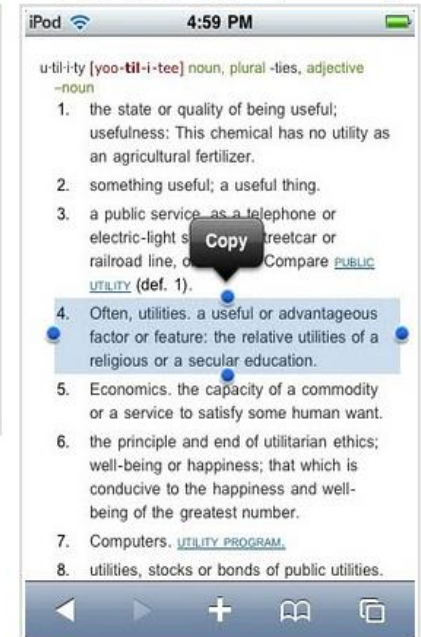 iPod 4:59 PM
u·til·i·ty [yoo-til-i-tee] noun, plural -ties, adjective
–noun
1. the state or quality of being useful;
usefulness: This chemical has no utility as
an agricultural fertilizer.
2. something useful; a useful thing.
3. a public service, as a telephone or
electric-light s Copy treetcar or
railroad line, o Compare PUBLIC
UTILITY (def. 1).
4. Often, utilities. a useful or advantageous
factor or feature: the relative utilities of a
religious or a secular education.
5. Economics. the capacity of a commodity
or a service to satisfy some human want.
6. the principle and end of utilitarian ethics;
well-being or happiness; that which is
conducive to the happiness and well-
being of the greatest number.
7. Computers. UTILITY PROGRAM.
8. utilities, stocks or bonds of public utilities.